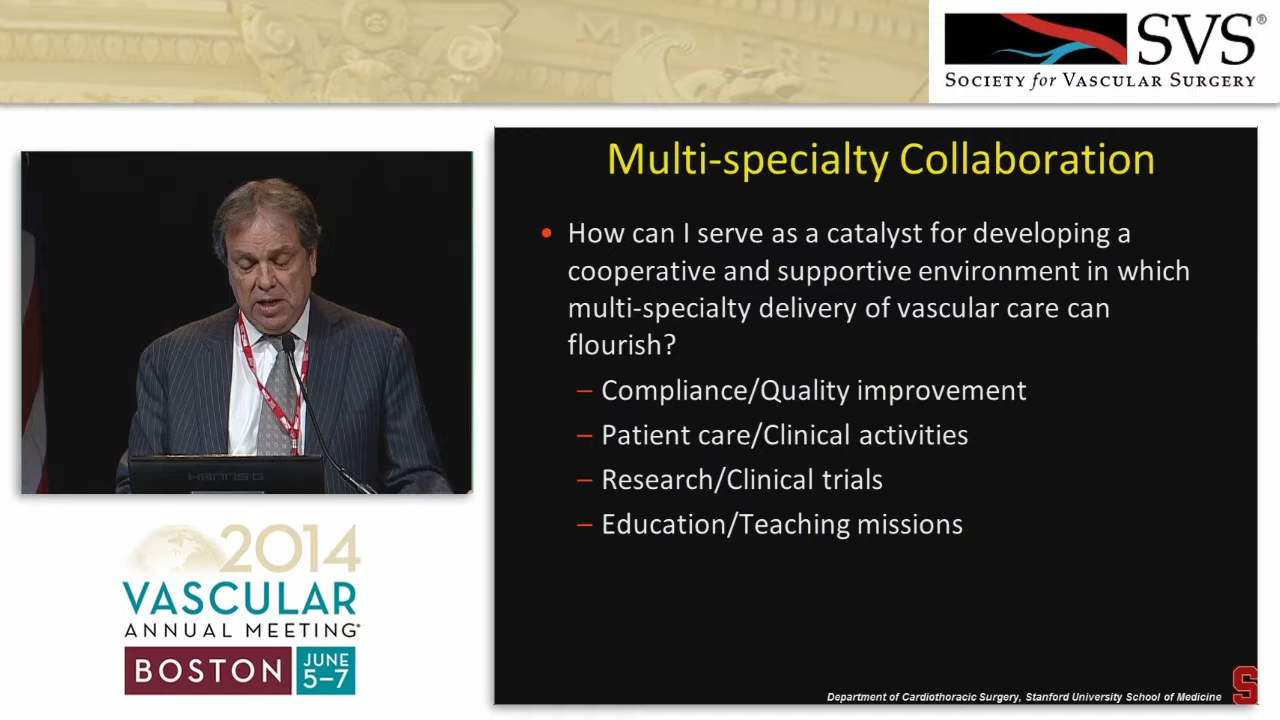 SVS®
SOCIETY for VASCULAR SURGERY
Multi-specialty Collaboration
• How can I serve as a catalyst for developing a
cooperative and supportive environment in which
multi-specialty delivery of vascular care can
flourish?
– Compliance/Quality improvement
– Patient care/Clinical activities
– Research/Clinical trials
– Education/Teaching missions
Department of Cardiothoracic Surgery, Stanford University School of Medicine
S
HANNS·G
2014
VASCULAR
ANNUAL MEETING®
BOSTON
JUNE
5–7